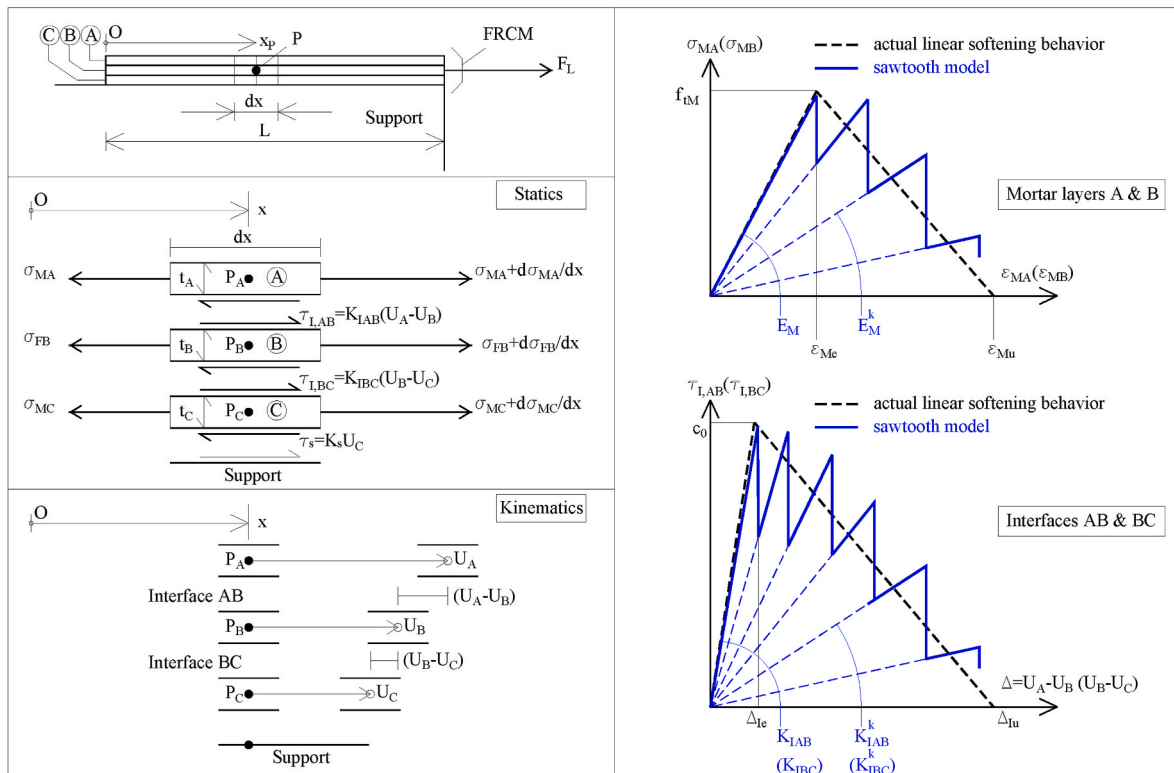 C B A O
x_P P
FRCM
F_L
dx
Support
L
Statics
O
x
dx
σ_MA t_A P_A A σ_MA+dσ_MA/dx
τ_I,AB=K_IAB(U_A-U_B)
σ_FB t_B P_B B σ_FB+dσ_FB/dx
τ_I,BC=K_IBC(U_B-U_C)
σ_MC t_C P_C C σ_MC+dσ_MC/dx
τ_s=K_sU_C
Support
Kinematics
O
x
P_A U_A
Interface AB (U_A-U_B)
P_B U_B
Interface BC (U_B-U_C)
P_C U_C
Support
σ_MA(σ_MB)
actual linear softening behavior
sawtooth model
f_tM
Mortar layers A & B
ε_MA(ε_MB)
E_M E_M^k
ε_Me ε_Mu
τ_I,AB(τ_I,BC)
actual linear softening behavior
sawtooth model
c_0
Interfaces AB & BC
Δ=U_A-U_B (U_B-U_C)
Δ_Ie Δ_Iu
K_IAB K_IAB^k
(K_IBC) (K_IBC^k)